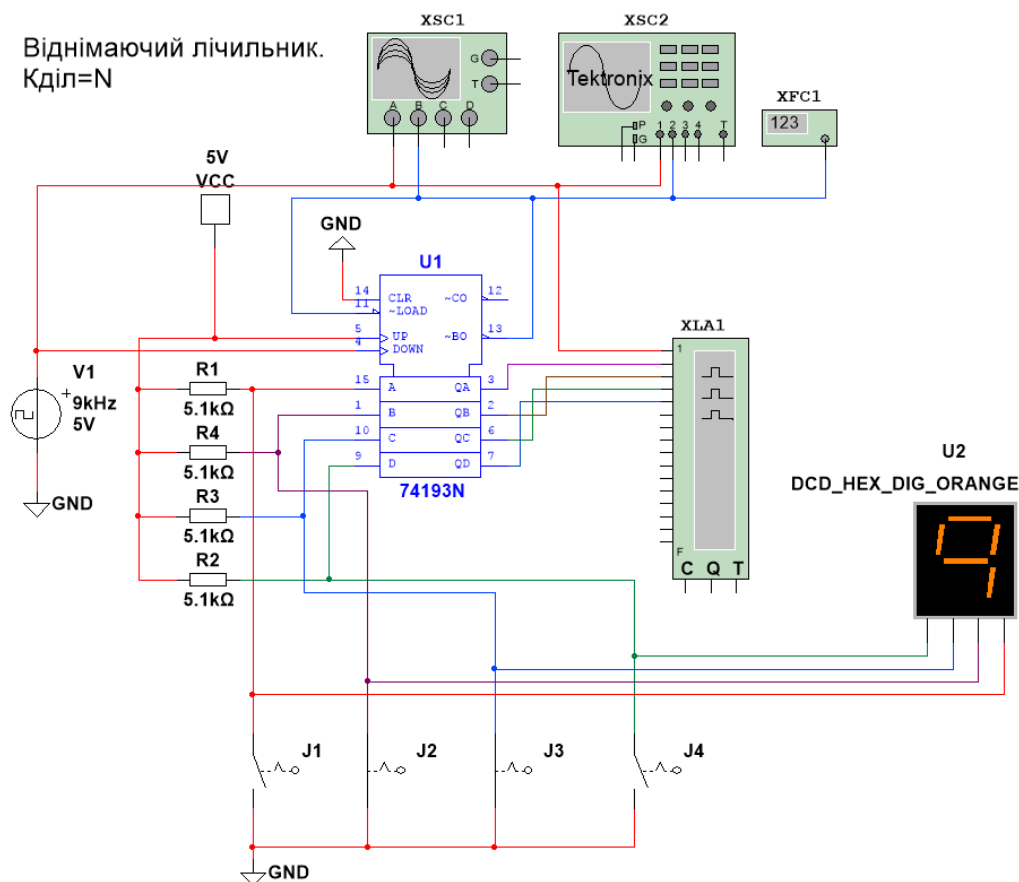 XSC1
XSC2
Віднімаючий лічильник.
Кділ=N
Tektronix
G
T
A B C D
P
G
1 2 3 4 T
XFC1
123
5V
VCC
GND
U1
14 CLR ~CO 12
11 ~LOAD
5 UP ~BO 13
4 DOWN
XLA1
1
V1
9kHz
5V
R1
5.1kΩ
15 A QA 3
1 B QB 2
R4
5.1kΩ
10 C QC 6
9 D QD 7
74193N
GND
R3
5.1kΩ
R2
5.1kΩ
F
C Q T
U2
DCD_HEX_DIG_ORANGE
9
J1
J2
J3
J4
GND